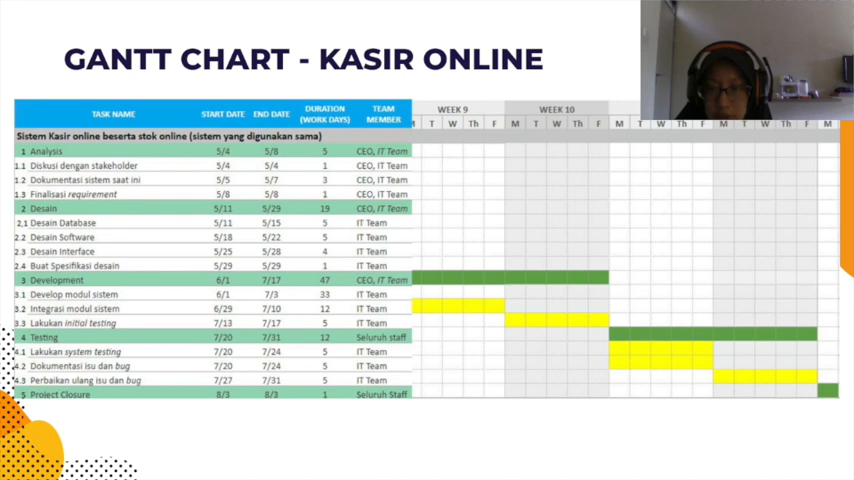 GANTT CHART - KASIR ONLINE
TASK NAME START DATE END DATE DURATION (WORK DAYS) TEAM MEMBER WEEK 9 WEEK 10
T W Th F M T W Th F M T W Th F M T W Th F M
Sistem Kasir online beserta stok online (sistem yang digunakan sama)
1 Analysis 5/4 5/8 5 CEO, IT Team
1.1 Diskusi dengan stakeholder 5/4 5/4 1 CEO, IT Team
1.2 Dokumentasi sistem saat ini 5/5 5/7 3 CEO, IT Team
1.3 Finalisasi requirement 5/8 5/8 1 CEO, IT Team
2 Desain 5/11 5/29 19 CEO, IT Team
2,1 Desain Database 5/11 5/15 5 IT Team
2.2 Desain Software 5/18 5/22 5 IT Team
2.3 Desain Interface 5/25 5/28 4 IT Team
2.4 Buat Spesifikasi desain 5/29 5/29 1 IT Team
3 Development 6/1 7/17 47 CEO, IT Team
3.1 Develop modul sistem 6/1 7/3 33 IT Team
3.2 Integrasi modul sistem 6/29 7/10 12 IT Team
3.3 Lakukan initial testing 7/13 7/17 5 IT Team
4 Testing 7/20 7/31 12 Seluruh staff
4.1 Lakukan system testing 7/20 7/24 5 IT Team
4.2 Dokumentasi isu dan bug 7/20 7/24 5 IT Team
4.3 Perbaikan ulang isu dan bug 7/27 7/31 5 IT Team
5 Project Closure 8/3 8/3 1 Seluruh Staff